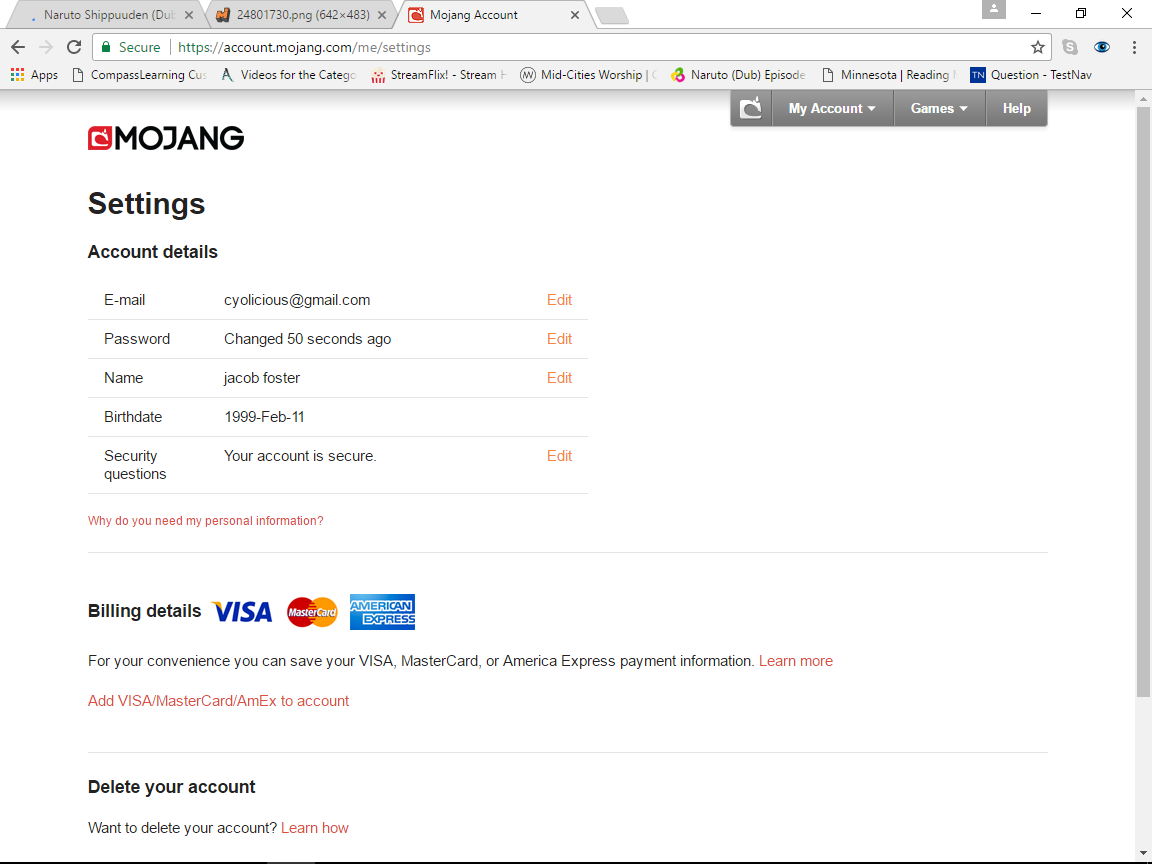 Naruto Shippuuden (Dub
24801730.png (642×483)
Mojang Account
Secure
https://account.mojang.com/me/settings
Apps
CompassLearning Cus
Videos for the Catego
StreamFlix! - Stream H
Mid-Cities Worship | C
Naruto (Dub) Episode
Minnesota | Reading
TN Question - TestNav
My Account
Games
Help
MOJANG
Settings
Account details
E-mail cyolicious@gmail.com Edit
Password Changed 50 seconds ago Edit
Name jacob foster Edit
Birthdate 1999-Feb-11
Security Your account is secure. Edit
questions
Why do you need my personal information?
Billing details VISA MasterCard AMERICAN EXPRESS
For your convenience you can save your VISA, MasterCard, or America Express payment information. Learn more
Add VISA/MasterCard/AmEx to account
Delete your account
Want to delete your account? Learn how